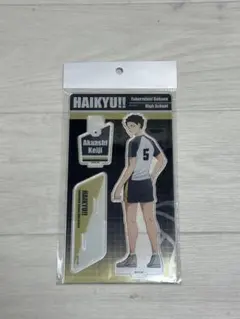 HAIKYU!!
Fukurodani Gakuen
High School
Akaashi
Keiji
5
HAIKYU!!